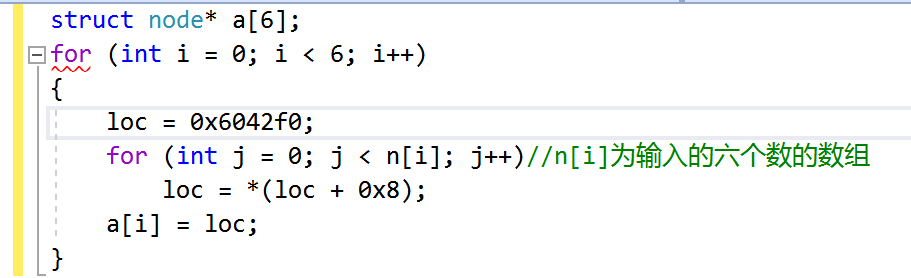 struct node* a[6];
for (int i = 0; i < 6; i++)
{
loc = 0x6042f0;
for (int j = 0; j < n[i]; j++)//n[i]为输入的六个数的数组
loc = *(loc + 0x8);
a[i] = loc;
}